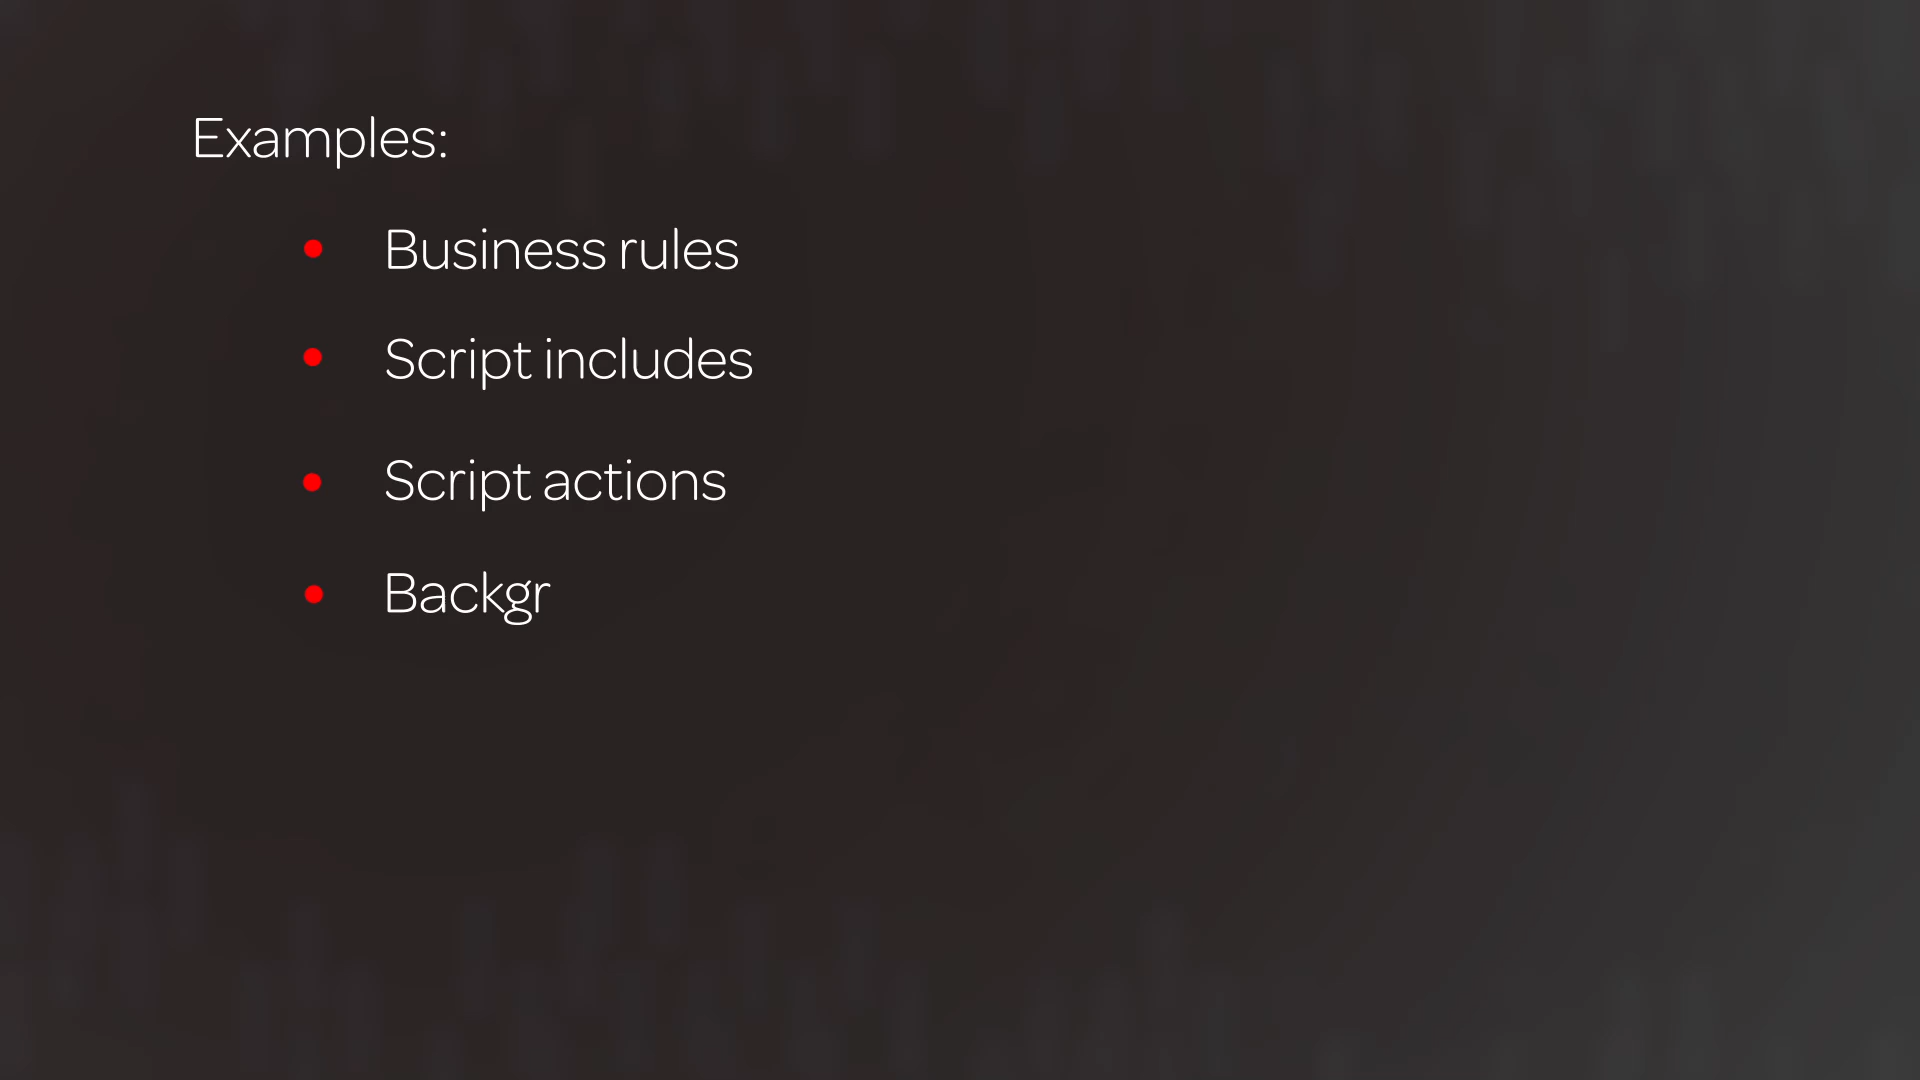 Examples:
Business rules
Script includes
Script actions
Backgr